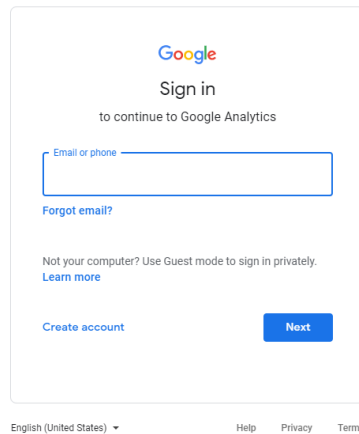 Google
Sign in
to continue to Google Analytics
Email or phone
Forgot email?
Not your computer? Use Guest mode to sign in privately.
Learn more
Create account
Next
English (United States)
Help
Privacy
Term